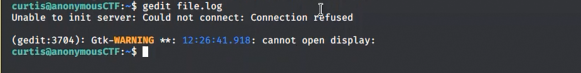 curtis@anonymousCTF:~$ gedit file.log
Unable to init server: Could not connect: Connection refused
(gedit:3704): Gtk-WARNING **: 12:26:41.918: cannot open display:
curtis@anonymousCTF:~$